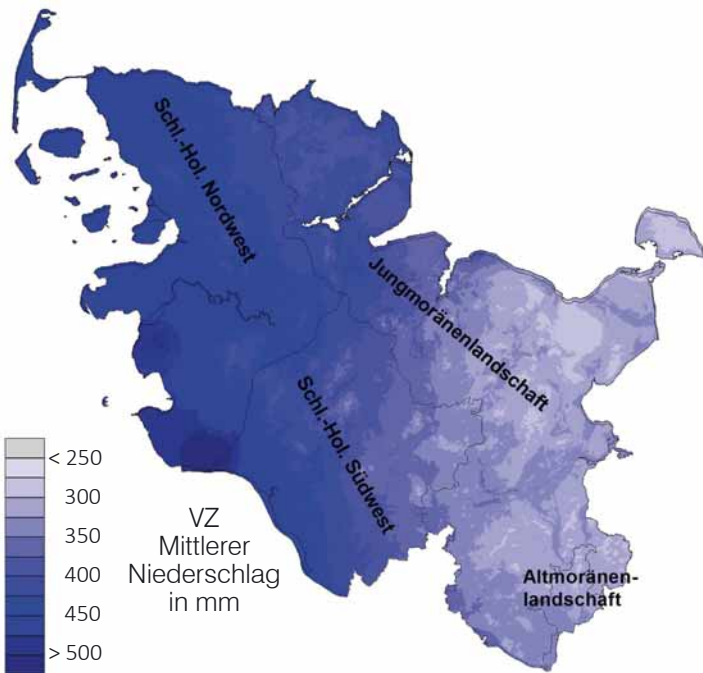 Schl.-Hol. Nordwest
Jungmoränenlandschaft
Schl.-Hol. Südwest
Altmoränen-
landschaft
VZ
Mittlerer
Niederschlag
in mm
< 250
300
350
400
450
> 500